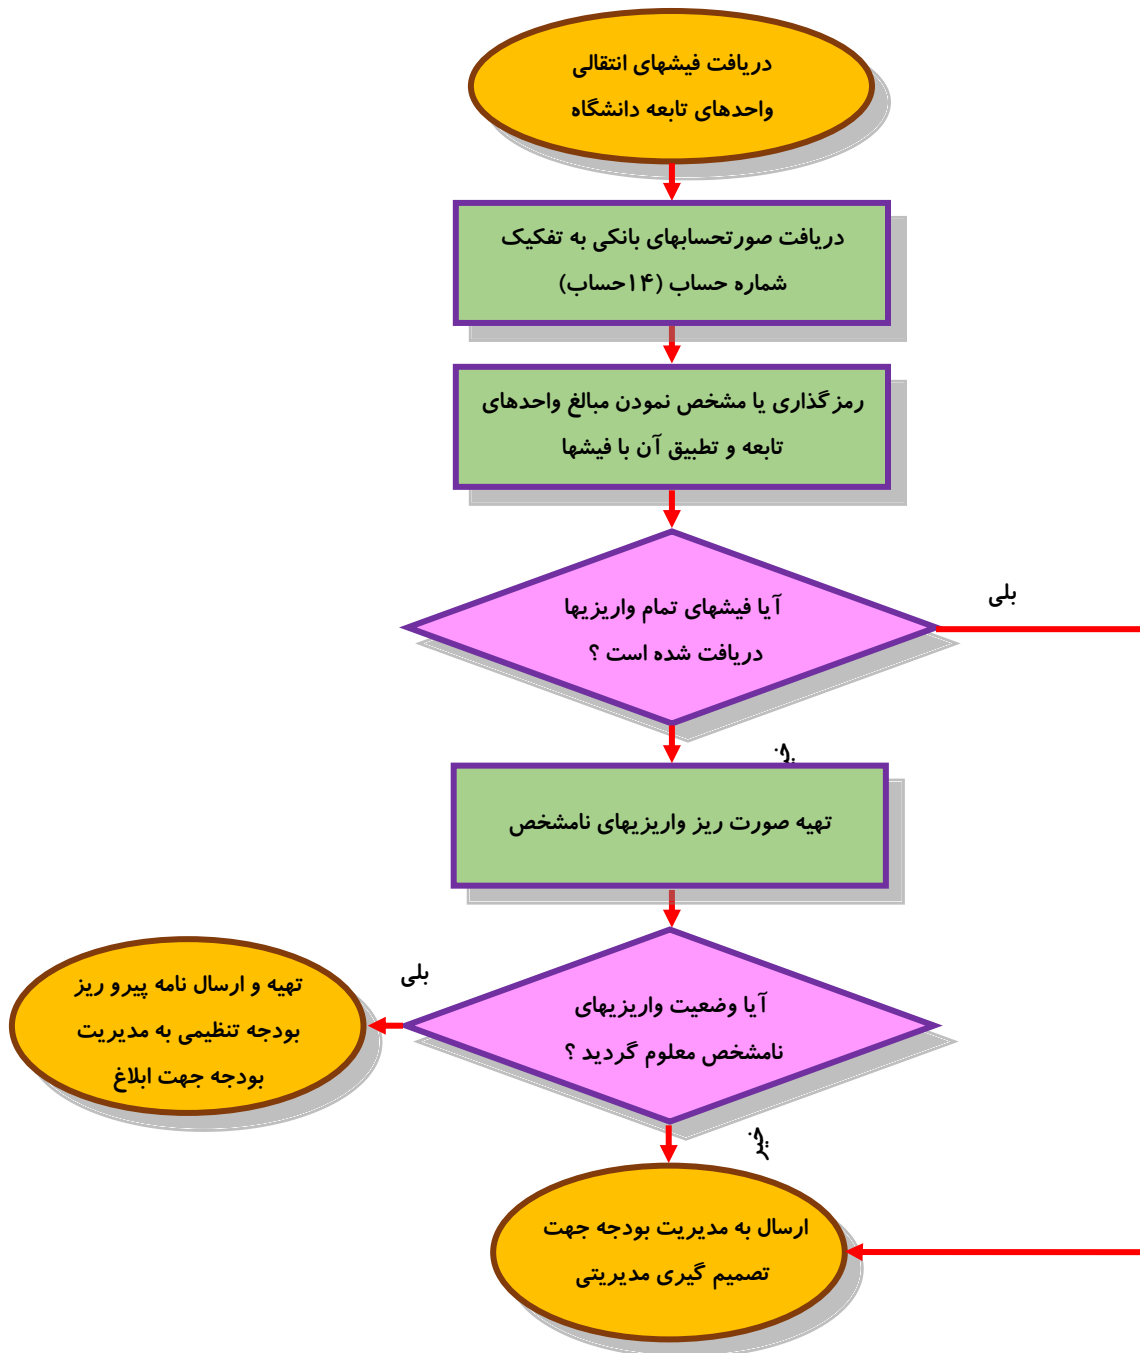 دریافت فیشهای انتقالی
واحدهای تابعه دانشگاه
دریافت صورتحسابهای بانکی به تفکیک
شماره حساب (۱۴حساب)
رمزگذاری یا مشخص نمودن مبالغ واحدهای
تابعه و تطبیق آن با فیشها
آیا فیشهای تمام واریزیها
دریافت شده است ؟
بلی
تهیه صورت ریز واریزیهای نامشخص
آیا وضعیت واریزیهای
نامشخص معلوم گردید ؟
بلی
تهیه و ارسال نامه پیرو ریز
بودجه تنظیمی به مدیریت
بودجه جهت ابلاغ
خیر
ارسال به مدیریت بودجه جهت
تصمیم گیری مدیریتی